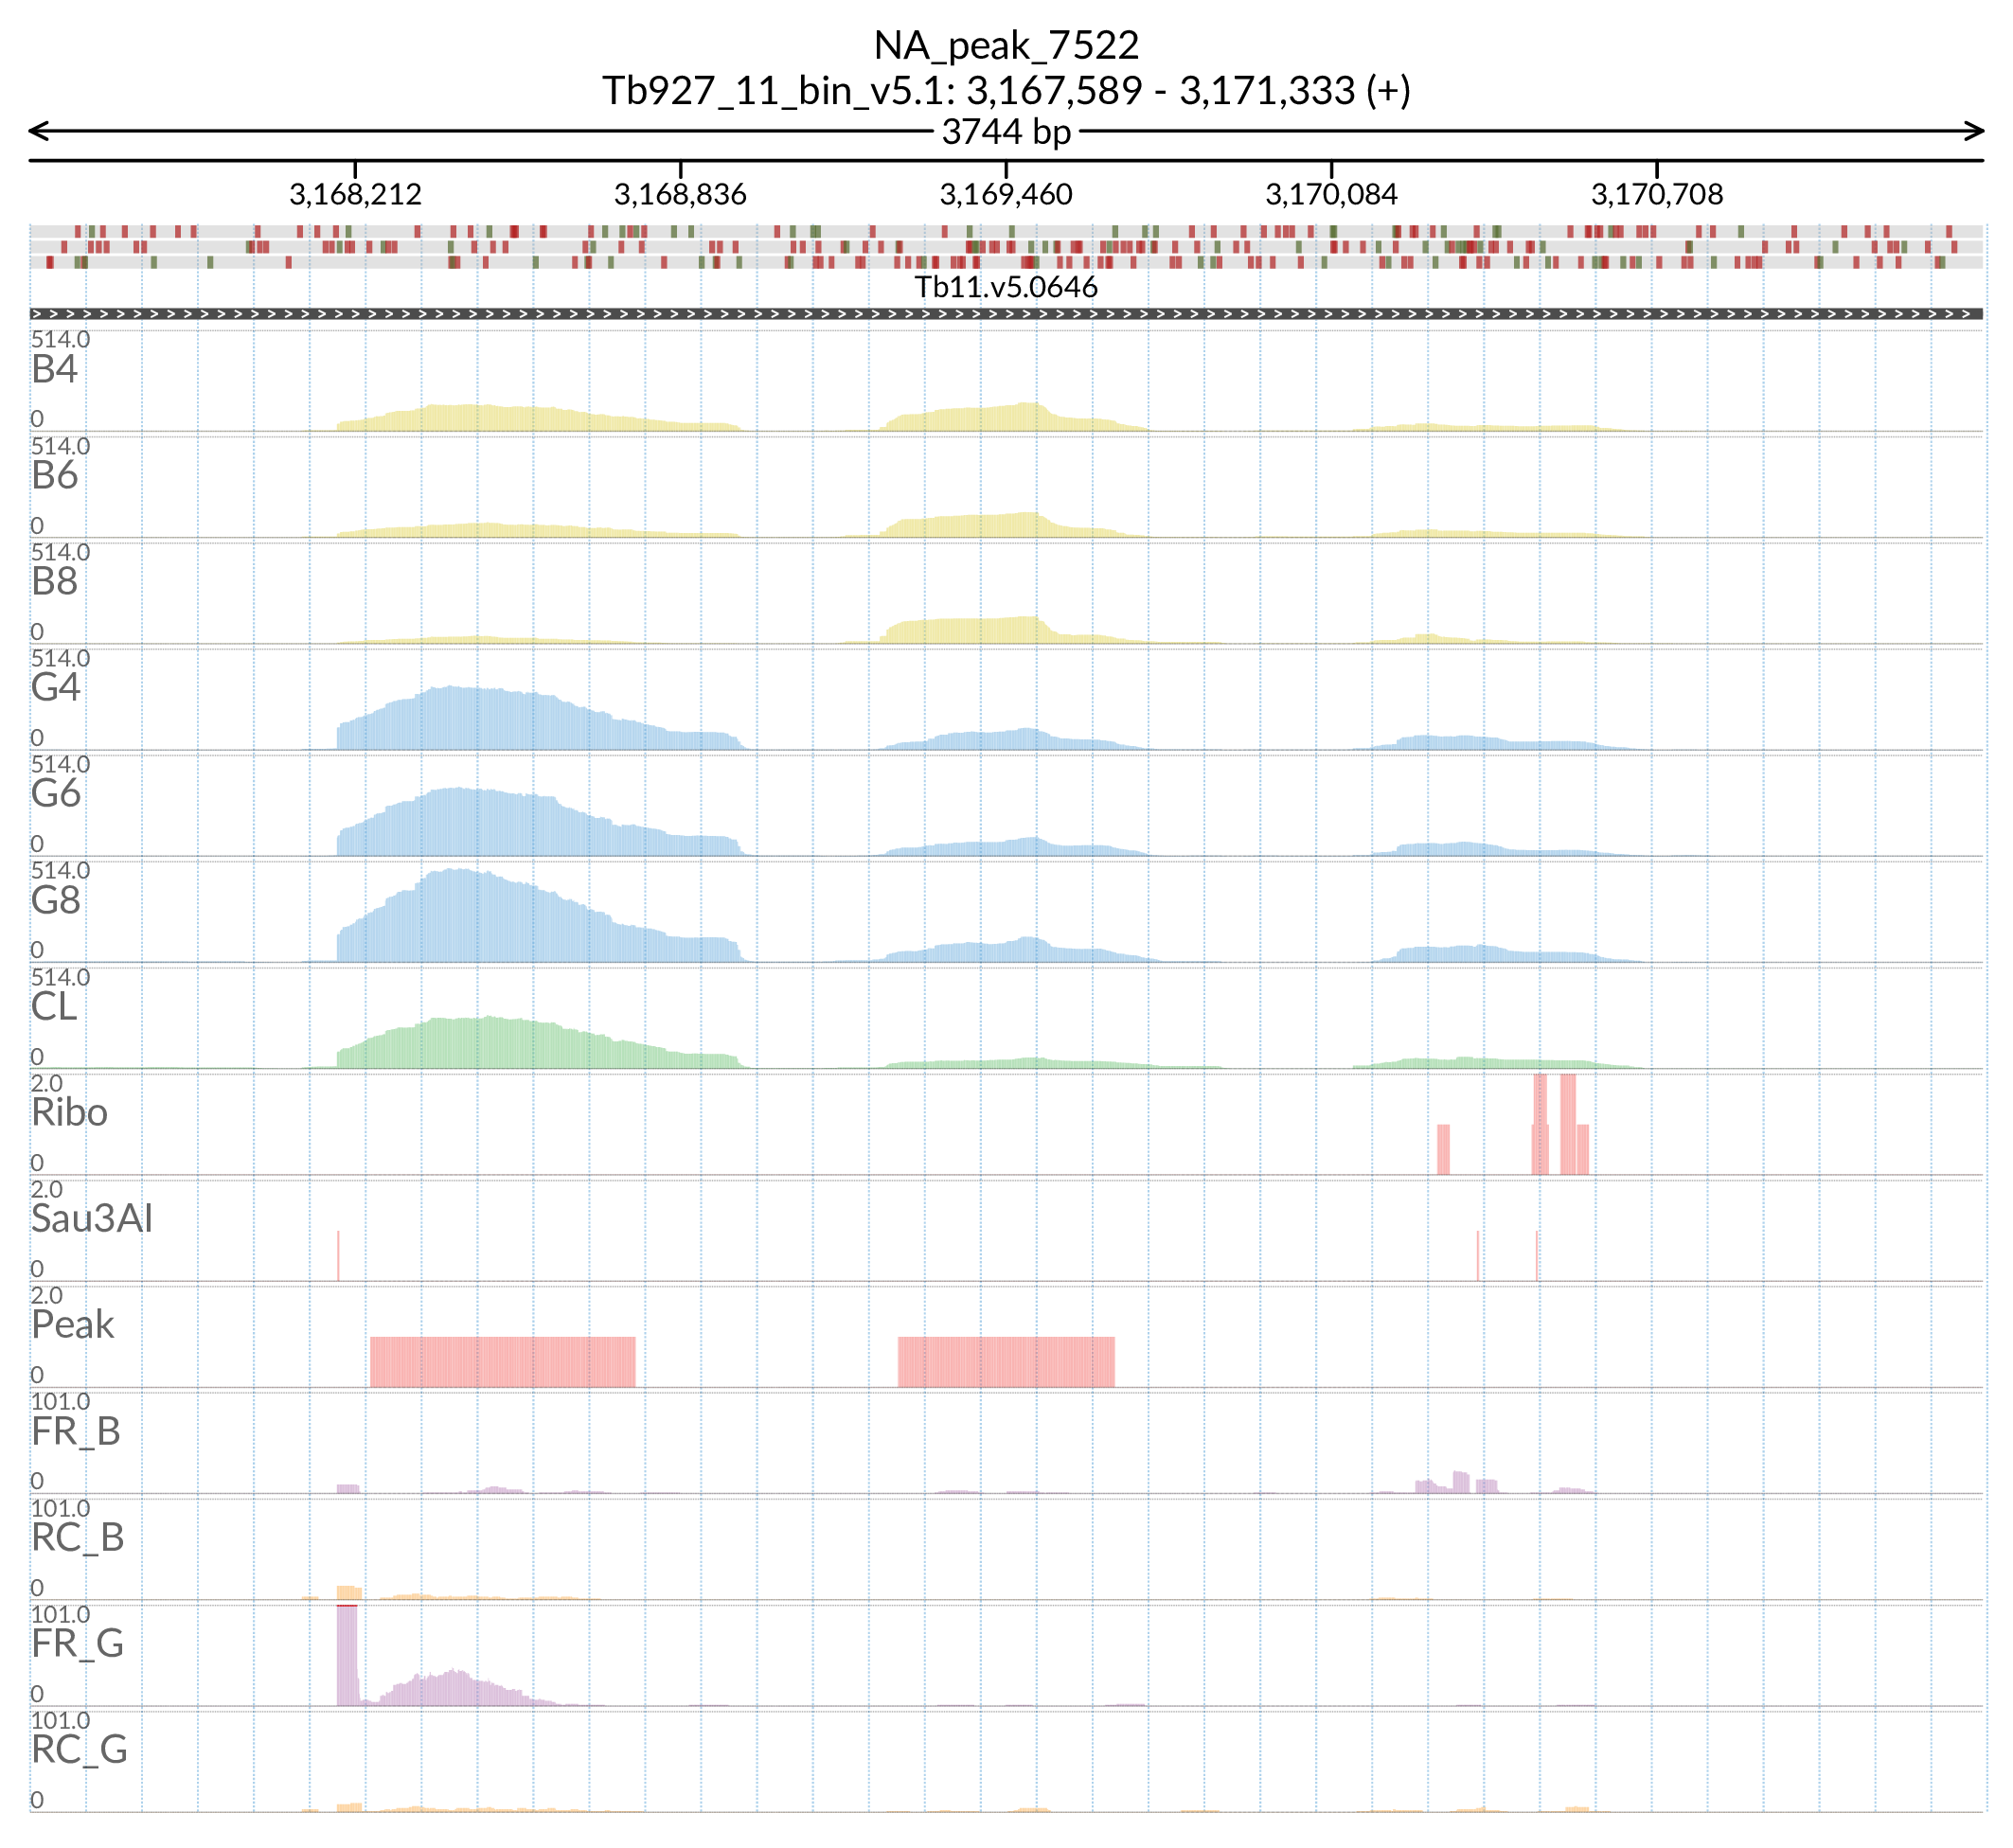 NA_peak_7522
Tb927_11_bin_v5.1: 3,167,589 - 3,171,333 (+)
3744 bp
3,168,212 3,168,836 3,169,460 3,170,084 3,170,708
Tb11.v5.0646
514.0
B4
0
514.0
B6
0
514.0
B8
0
514.0
G4
0
514.0
G6
0
514.0
G8
0
514.0
CL
0
2.0
Ribo
0
2.0
Sau3AI
0
2.0
Peak
0
101.0
FR_B
0
101.0
RC_B
0
101.0
FR_G
0
101.0
RC_G
0